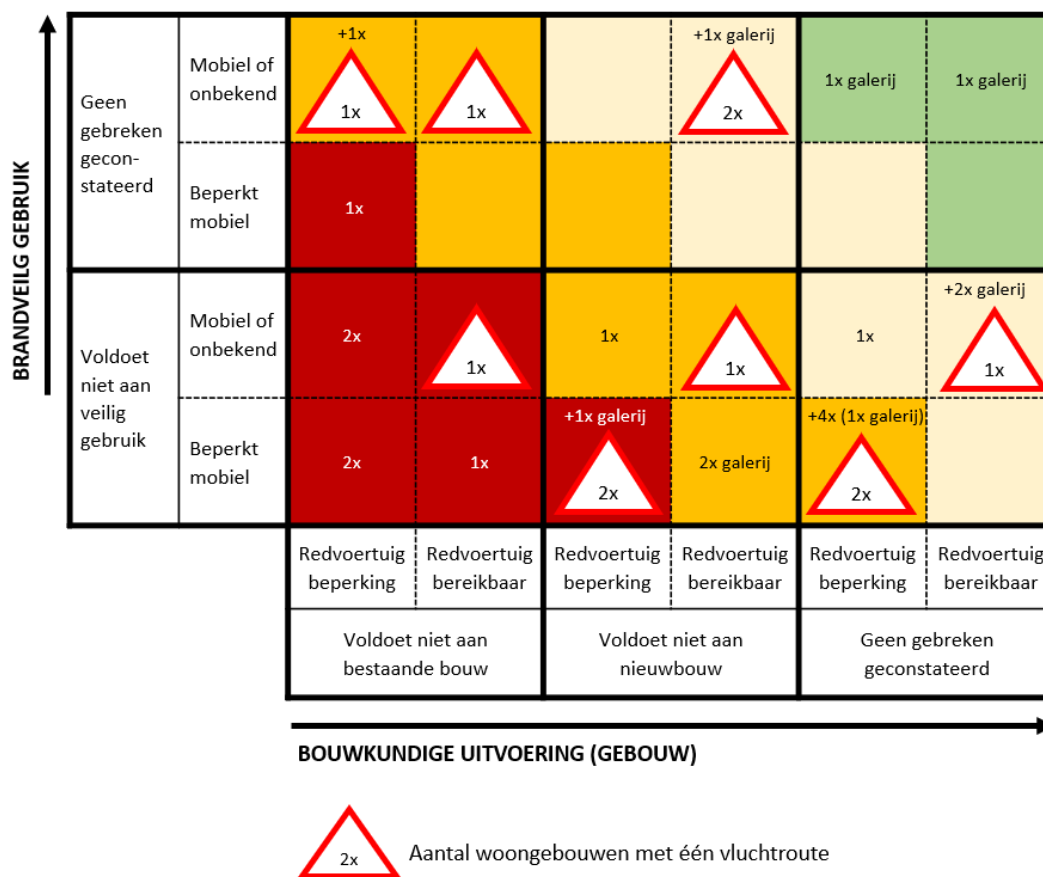 BRANDVEILG GEBRUIK
Geen
gebreken
gecon-
stateerd
Mobiel of
onbekend
+1x
1x
1x
+1x galerij
2x
1x galerij
1x galerij
Beperkt
mobiel
1x
Voldoet
niet aan
veilig
gebruik
Mobiel of
onbekend
2x
1x
1x
1x
1x
+2x galerij
1x
Beperkt
mobiel
2x
1x
+1x galerij
2x
2x galerij
+4x (1x galerij)
2x
Redvoertuig
beperking
Redvoertuig
bereikbaar
Redvoertuig
beperking
Redvoertuig
bereikbaar
Redvoertuig
beperking
Redvoertuig
bereikbaar
Voldoet niet aan
bestaande bouw
Voldoet niet aan
nieuwbouw
Geen gebreken
geconstateerd
BOUWKUNDIGE UITVOERING (GEBOUW)
2x
Aantal woongebouwen met één vluchtroute